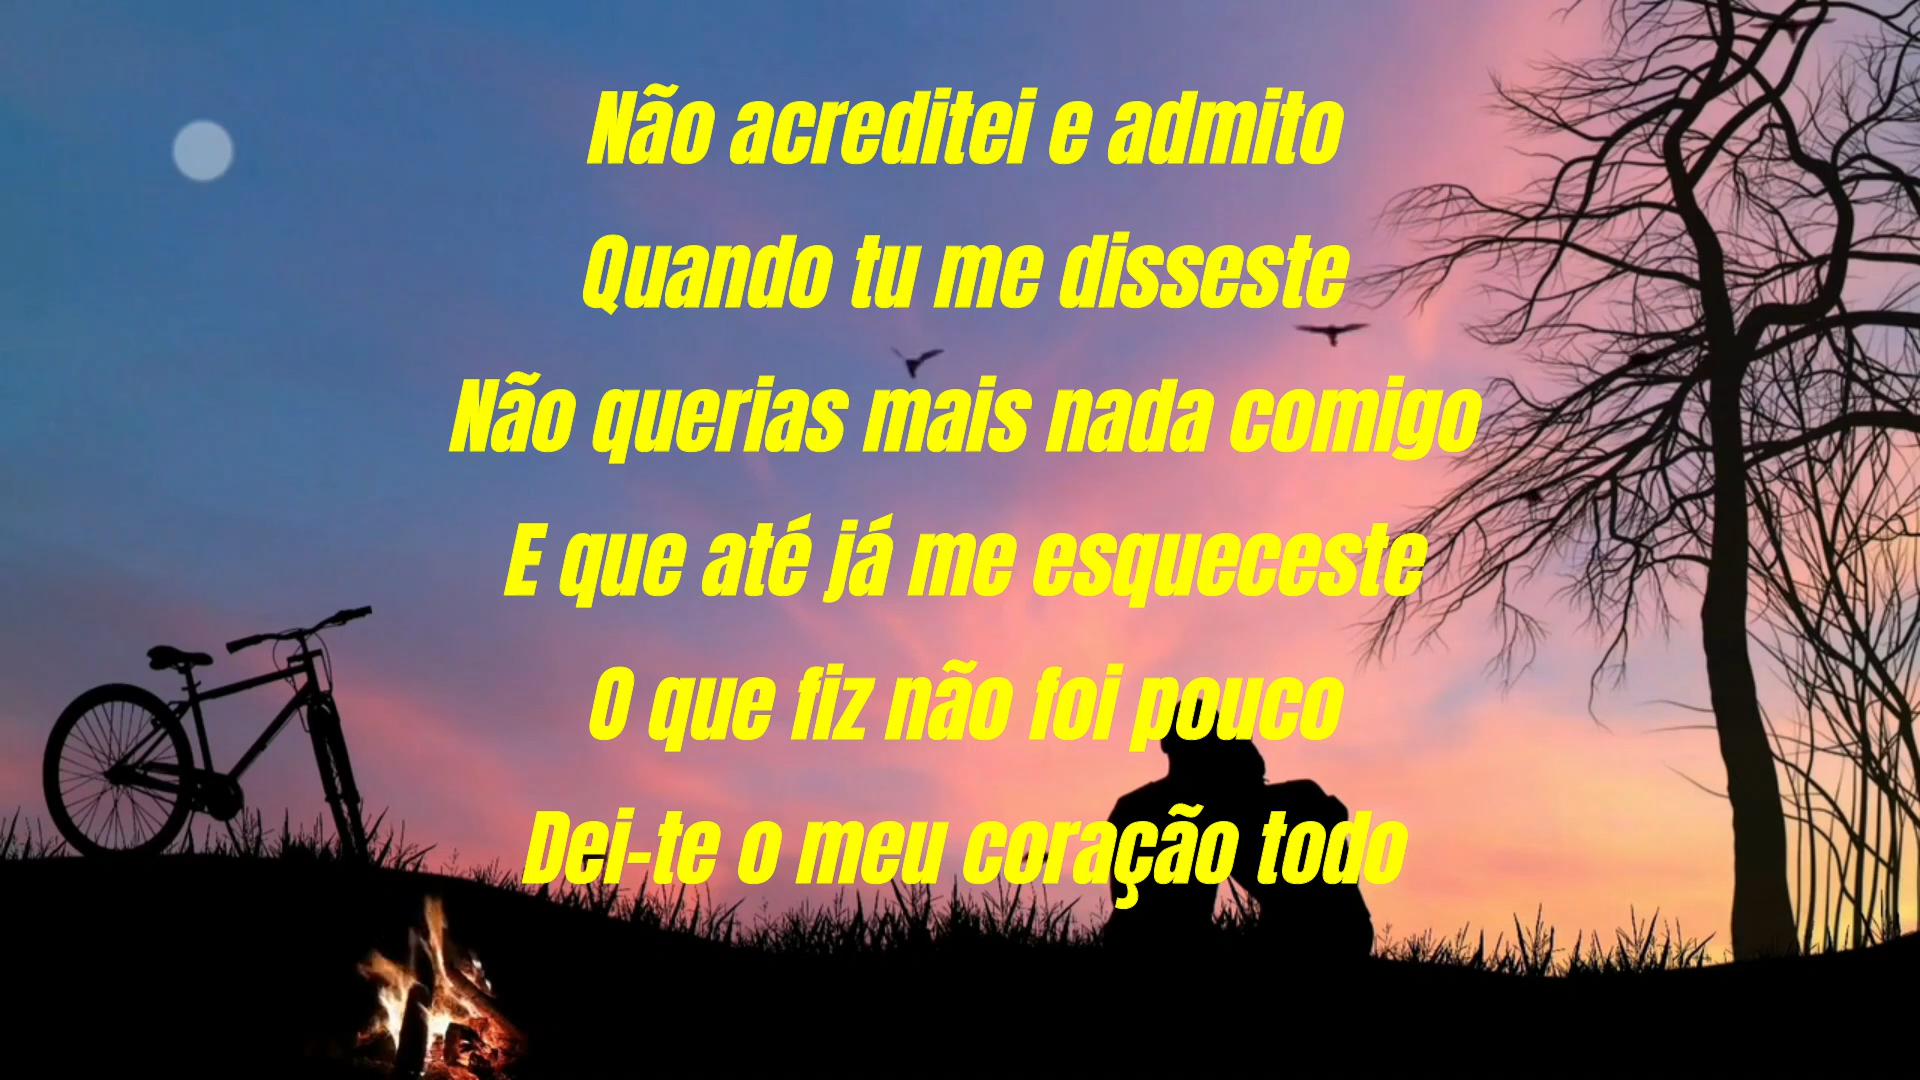 Não acreditei e admito
Quando tu me disseste
Não querias mais nada comigo
E que até já me esqueceste
O que fiz não foi pouco
Dei-te o meu coração todo